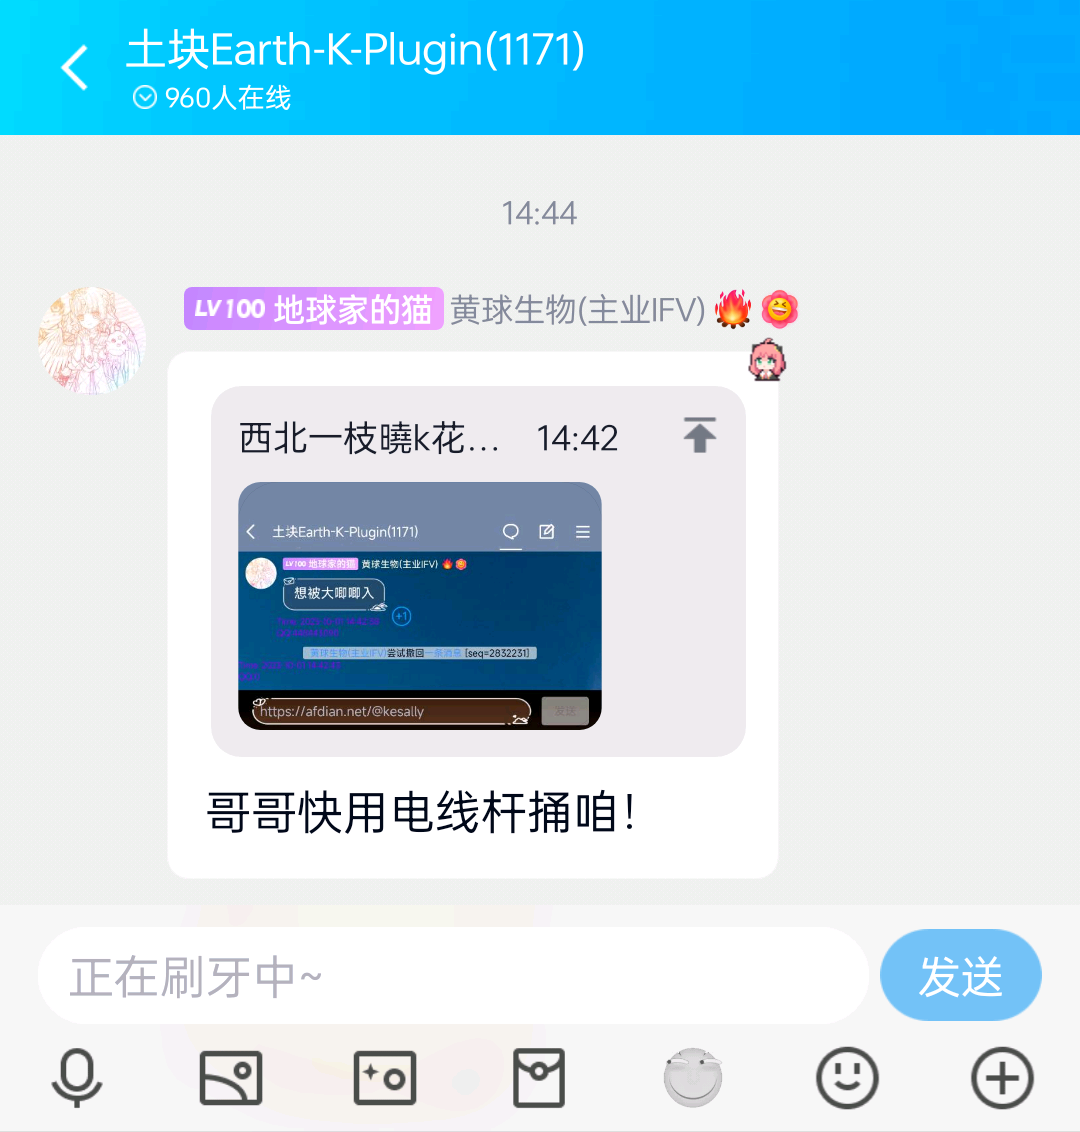 土块Earth-K-Plugin(1171)
960人在线
14:44
LV100 地球家的猫 黄球生物(主业IFV)
西北一枝曉k花… 14:42
土块Earth-K-Plugin(1171)
LV100 地球家的猫 黄球生物(主业IFV)
想被大唧唧入
+1
黄球生物(主业IFV)尝试撤回一条消息 [seq=2832231]
https://afdian.net/@kesally
发送
哥哥快用电线杆捅咱！
正在刷牙中~
发送